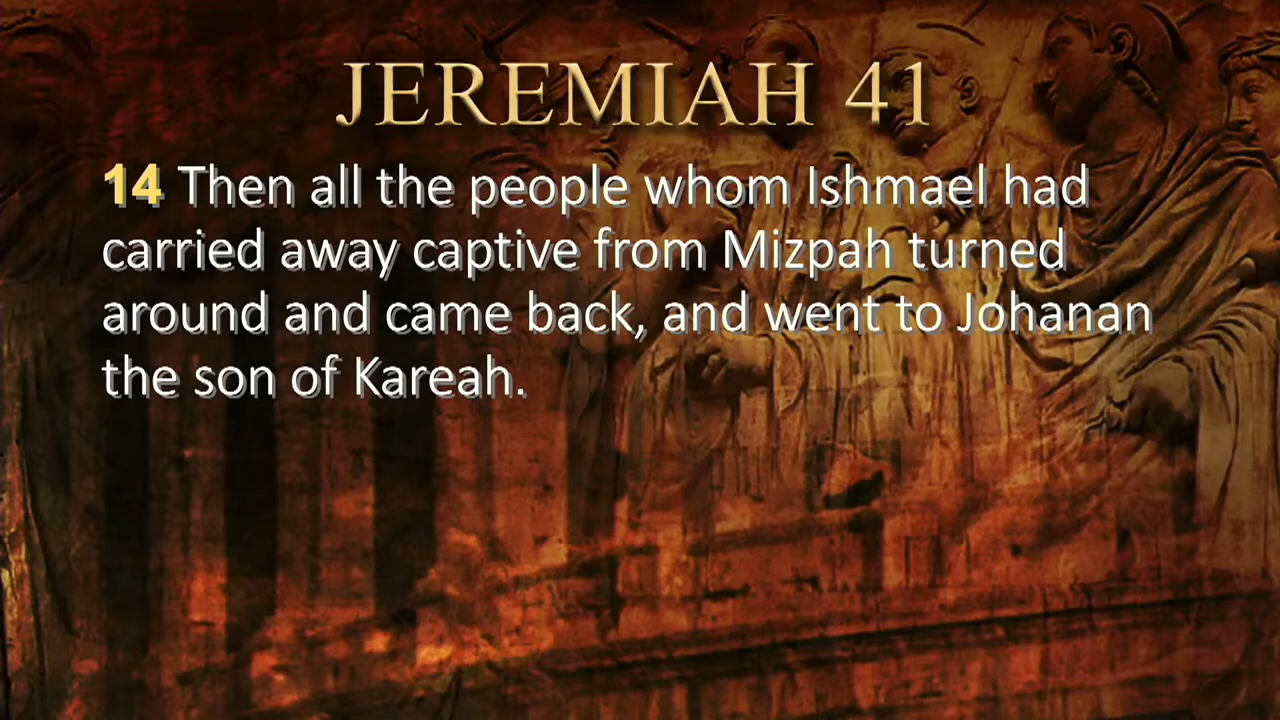 JEREMIAH 41
14 Then all the people whom Ishmael had
carried away captive from Mizpah turned
around and came back, and went to Johanan
the son of Kareah.